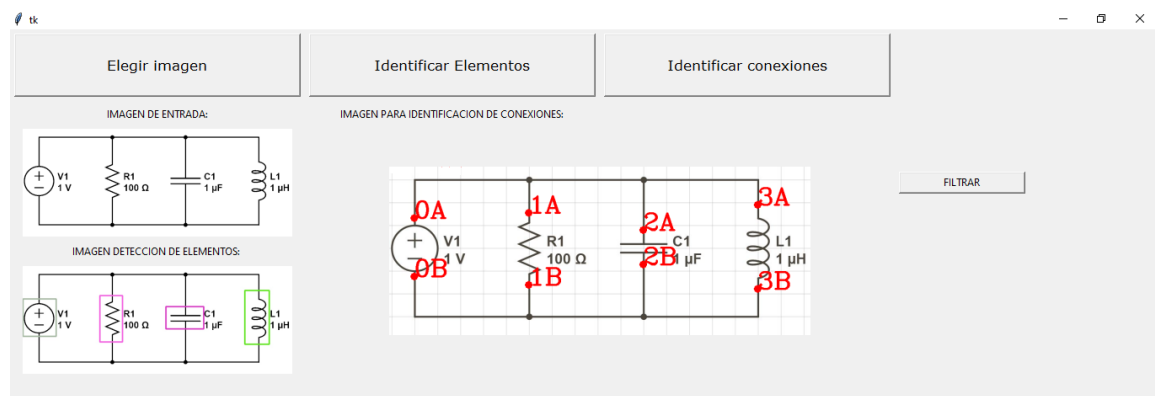 tk
Elegir imagen
Identificar Elementos
Identificar conexiones
IMAGEN DE ENTRADA:
V1
1 V
R1
100 Ω
C1
1 µF
L1
1 µH
IMAGEN DETECCION DE ELEMENTOS:
V1
1 V
R1
100 Ω
C1
1 µF
L1
1 µH
IMAGEN PARA IDENTIFICACION DE CONEXIONES:
0A
1A
2A
3A
V1
1 V
R1
100 Ω
C1
1 µF
L1
1 µH
0B
1B
2B
3B
FILTRAR